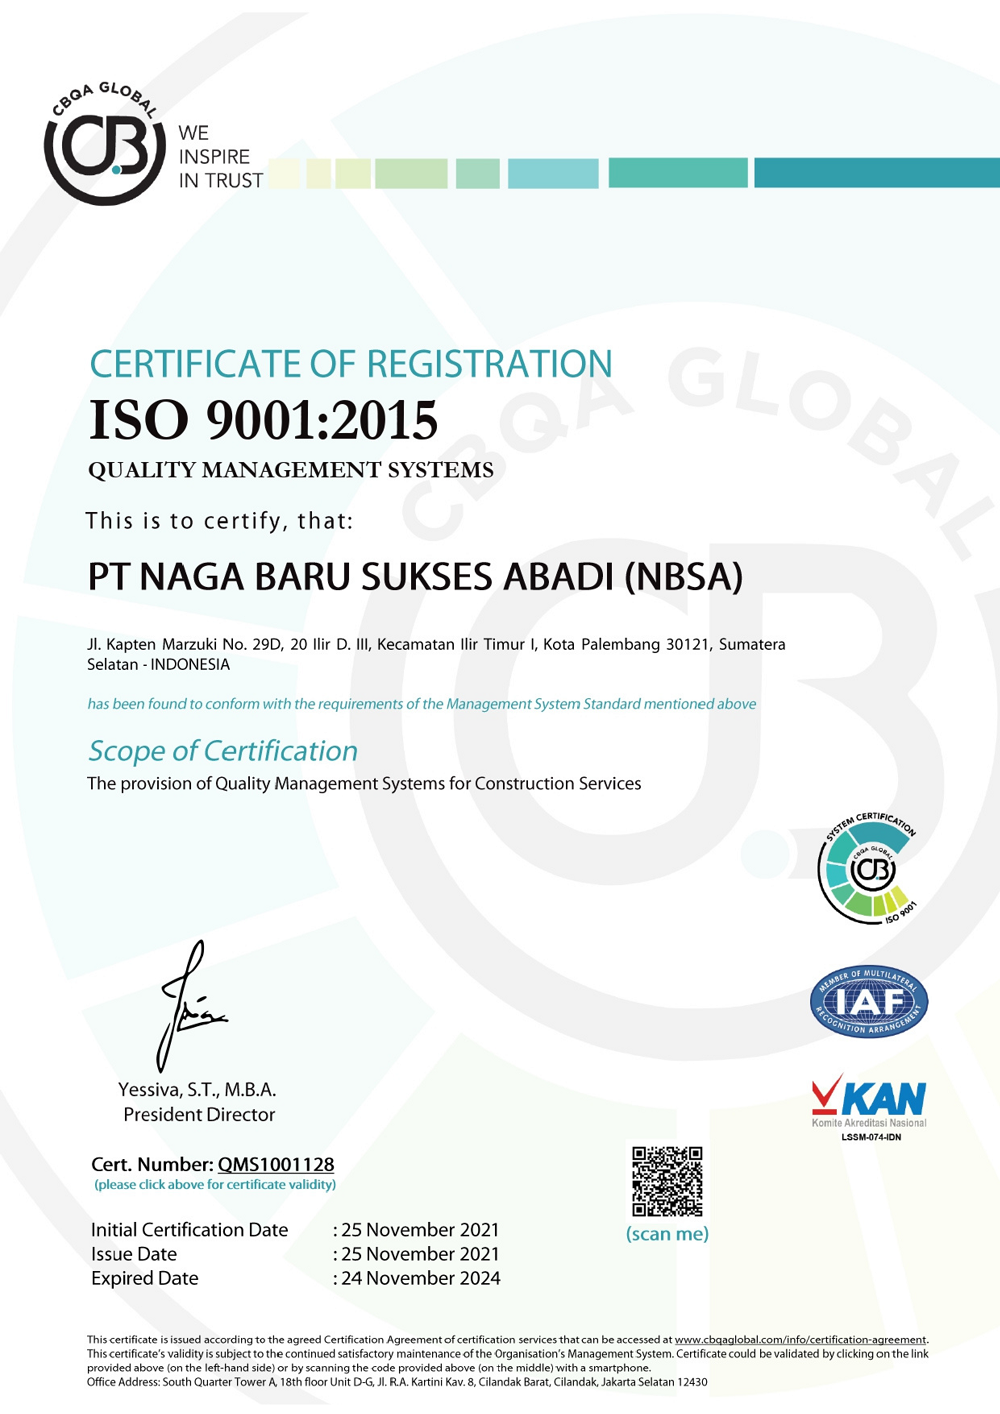 CBQA GLOBAL
CB
WE
INSPIRE
IN TRUST
CERTIFICATE OF REGISTRATION
ISO 9001:2015
QUALITY MANAGEMENT SYSTEMS
This is to certify, that:
PT NAGA BARU SUKSES ABADI (NBSA)
Jl. Kapten Marzuki No. 29D, 20 Ilir D. III, Kecamatan Ilir Timur I, Kota Palembang 30121, Sumatera
Selatan - INDONESIA
has been found to conform with the requirements of the Management System Standard mentioned above
Scope of Certification
The provision of Quality Management Systems for Construction Services
SYSTEM CERTIFICATION
CBQA GLOBAL
CB
ISO 9001
MEMBER OF MULTILATERAL
IAF
RECOGNITION ARRANGEMENT
KAN
Komite Akreditasi Nasional
LSSM-074-IDN
Yessiva, S.T., M.B.A.
President Director
Cert. Number: QMS1001128
(please click above for certificate validity)
(scan me)
Initial Certification Date : 25 November 2021
Issue Date : 25 November 2021
Expired Date : 24 November 2024
This certificate is issued according to the agreed Certification Agreement of certification services that can be accessed at www.cbqaglobal.com/info/certification-agreement.
This certificate's validity is subject to the continued satisfactory maintenance of the Organisation's Management System. Certificate could be validated by clicking on the link
provided above (on the left-hand side) or by scanning the code provided above (on the middle) with a smartphone.
Office Address: South Quarter Tower A, 18th floor Unit D-G, Jl. R.A. Kartini Kav. 8, Cilandak Barat, Cilandak, Jakarta Selatan 12430
CBQA GLOBAL
CB